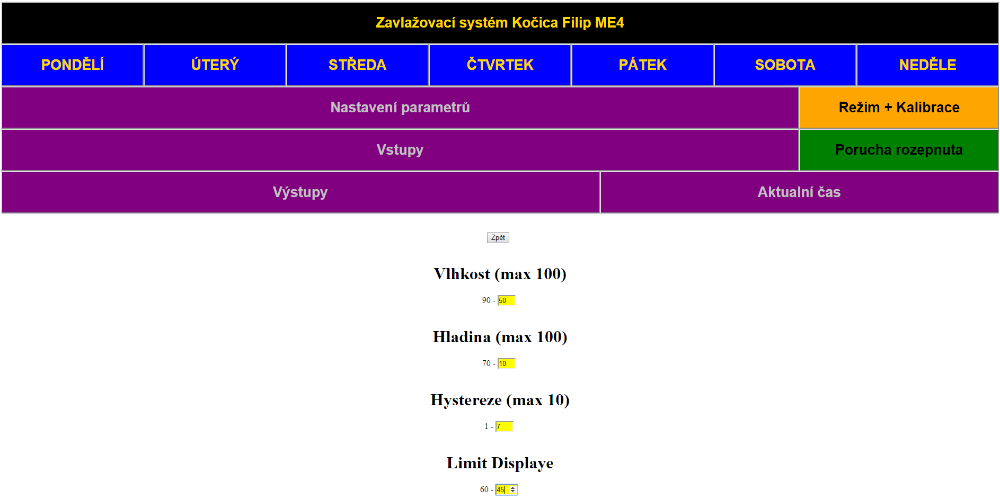 Zavlažovací systém Kočica Filip ME4
PONDĚLÍ ÚTERÝ STŘEDA ČTVRTEK PÁTEK SOBOTA NEDĚLE
Nastavení parametrů Režim + Kalibrace
Vstupy Porucha rozepnuta
Výstupy Aktualní čas
Zpět
Vlhkost (max 100)
90 - 50
Hladina (max 100)
70 - 10
Hystereze (max 10)
1 - 7
Limit Displaye
60 - 45